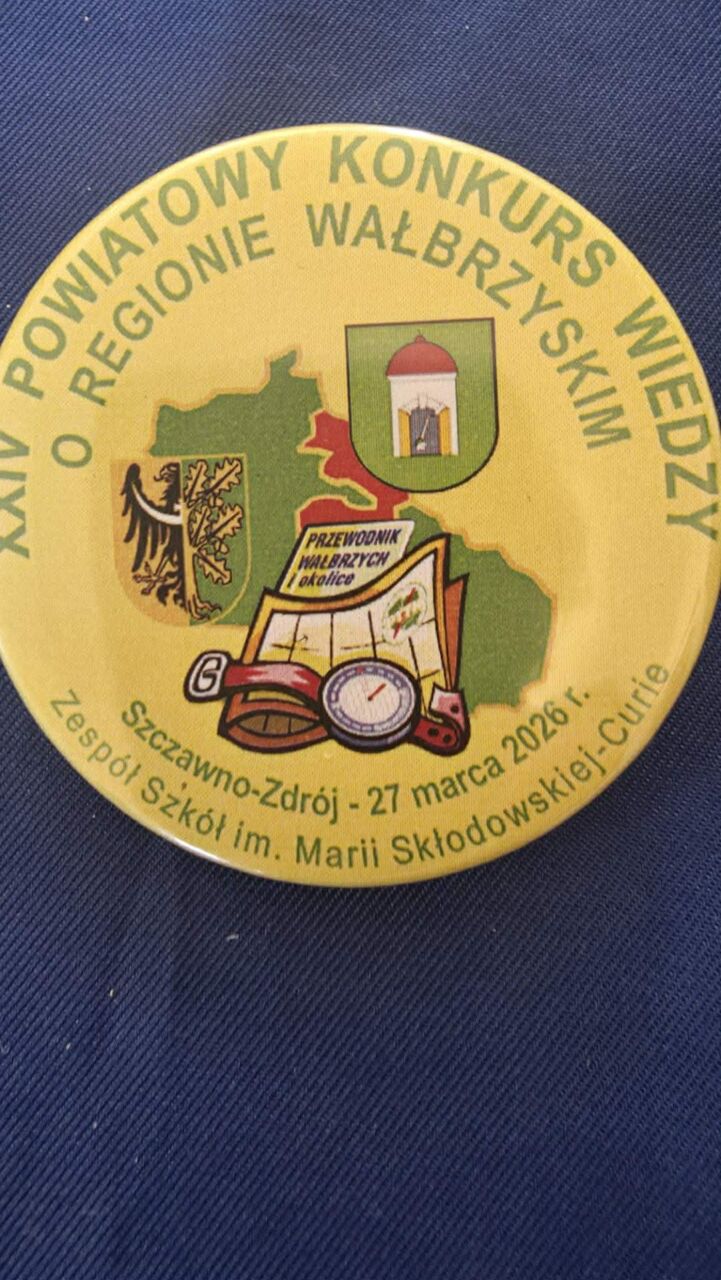 XXIV POWIATOWY KONKURS WIEDZY
O REGIONIE WAŁBRZYSKIM
PRZEWODNIK
WAŁBRZYCH
i okolice
Szczawno-Zdrój - 27 marca 2026 r.
Zespół Szkół im. Marii Skłodowskiej-Curie